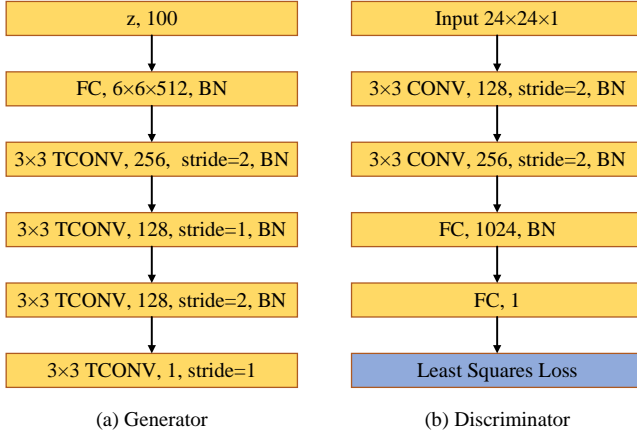 z, 100
FC, 6×6×512, BN
3×3 TCONV, 256, stride=2, BN
3×3 TCONV, 128, stride=1, BN
3×3 TCONV, 128, stride=2, BN
3×3 TCONV, 1, stride=1
(a) Generator
Input 24×24×1
3×3 CONV, 128, stride=2, BN
3×3 CONV, 256, stride=2, BN
FC, 1024, BN
FC, 1
Least Squares Loss
(b) Discriminator